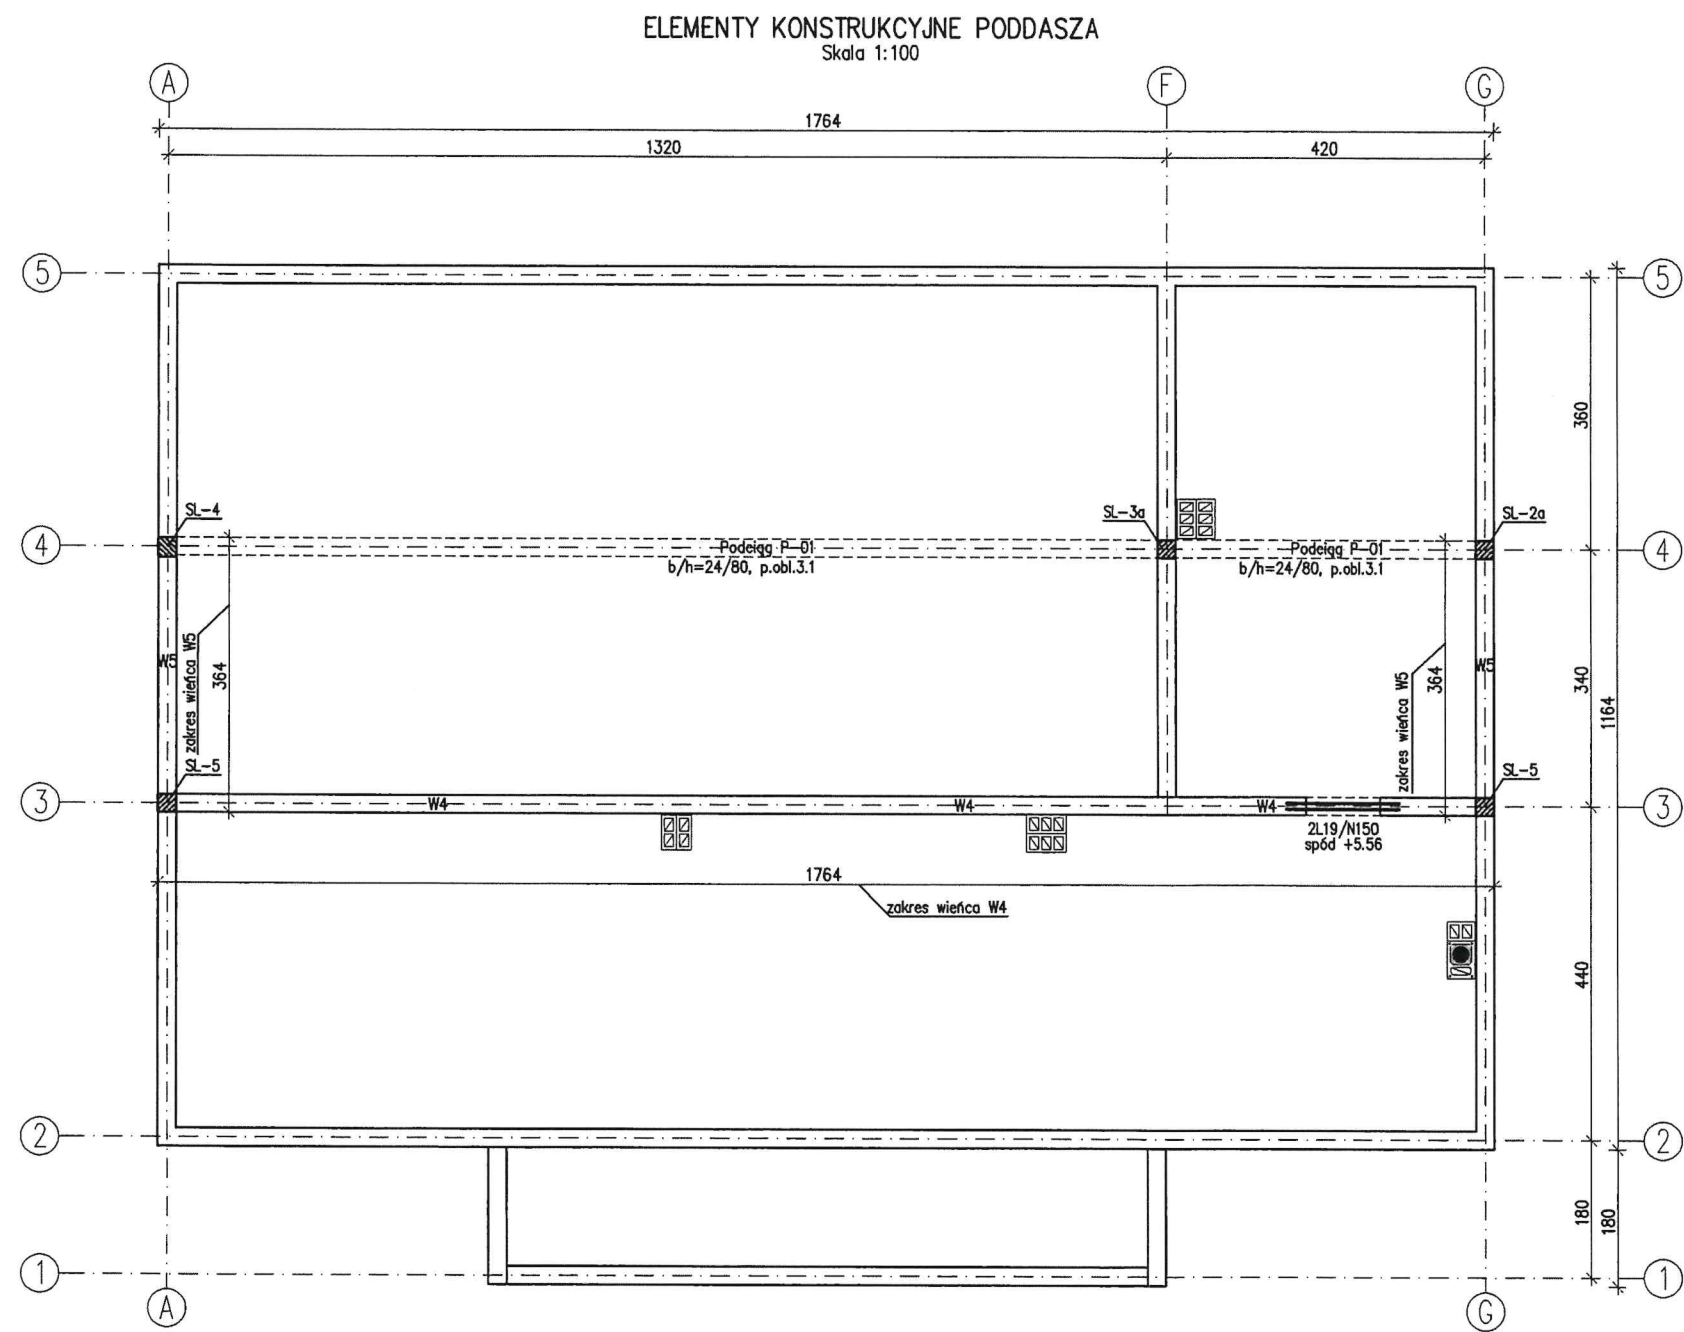 ELEMENTY KONSTRUKCYJNE PODDASZA
Skala 1:100
A
F
G
1764
1320
420
5
5
360
SL-4
SL-3a
SL-2a
4
4
Podciąg P-01
b/h=24/80, p.obl.3.1
Podciąg P-01
b/h=24/80, p.obl.3.1
W5
zakres wieńca W5
364
zakres wieńca W5
364
W5
340
1164
SL-5
SL-5
3
3
W4
W4
W4
2L19/N150
spód +5.56
1764
zakres wieńca W4
440
2
2
180
180
1
1
A
G